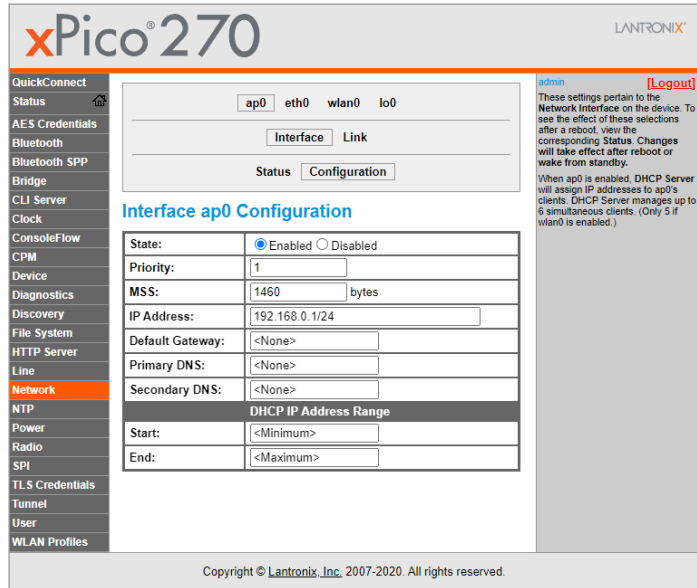 xPico® 270
LANTRONIX®
QuickConnect
Status
AES Credentials
Bluetooth
Bluetooth SPP
Bridge
CLI Server
Clock
ConsoleFlow
CPM
Device
Diagnostics
Discovery
File System
HTTP Server
Line
Network
NTP
Power
Radio
SPI
TLS Credentials
Tunnel
User
WLAN Profiles
ap0 eth0 wlan0 lo0
Interface Link
Status Configuration
Interface ap0 Configuration
State: Enabled Disabled
Priority: 1
MSS: 1460 bytes
IP Address: 192.168.0.1/24
Default Gateway: <None>
Primary DNS: <None>
Secondary DNS: <None>
DHCP IP Address Range
Start: <Minimum>
End: <Maximum>
admin [Logout]
These settings pertain to the
Network Interface on the device. To
see the effect of these selections
after a reboot, view the
corresponding Status. Changes
will take effect after reboot or
wake from standby.
When ap0 is enabled, DHCP Server
will assign IP addresses to ap0's
clients. DHCP Server manages up to
6 simultaneous clients. (Only 5 if
wlan0 is enabled.)
Copyright © Lantronix, Inc. 2007-2020. All rights reserved.